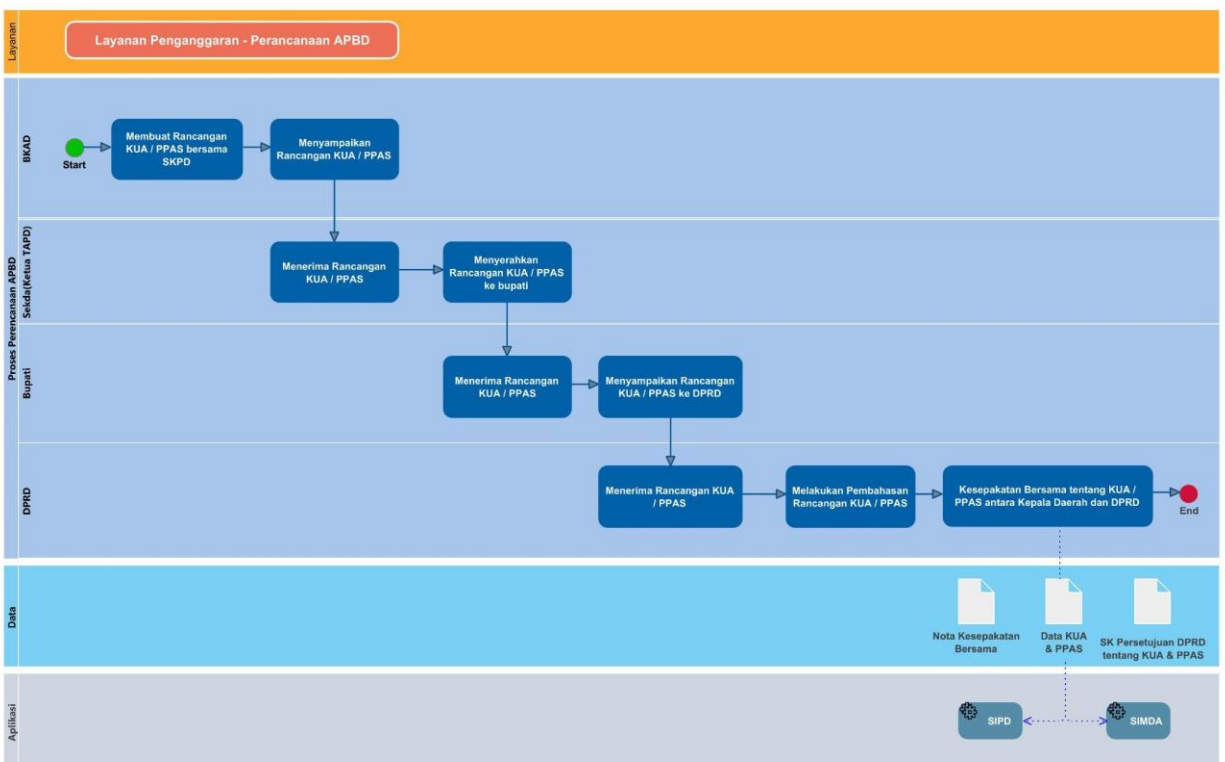 Layanan
Layanan Penganggaran - Perancanaan APBD
Proses Perencanaan APBD
BKAD
Start
Membuat Rancangan
KUA / PPAS bersama
SKPD
Menyampaikan
Rancangan KUA / PPAS
Sekda(Ketua TAPD)
Menerima Rancangan
KUA / PPAS
Menyerahkan
Rancangan KUA / PPAS
ke bupati
Bupati
Menerima Rancangan
KUA / PPAS
Menyampaikan Rancangan
KUA / PPAS ke DPRD
DPRD
Menerima Rancangan KUA
/ PPAS
Melakukan Pembahasan
Rancangan KUA / PPAS
Kesepakatan Bersama tentang KUA /
PPAS antara Kepala Daerah dan DPRD
End
Data
Nota Kesepakatan
Bersama
Data KUA
& PPAS
SK Persetujuan DPRD
tentang KUA & PPAS
Aplikasi
SIPD
SIMDA